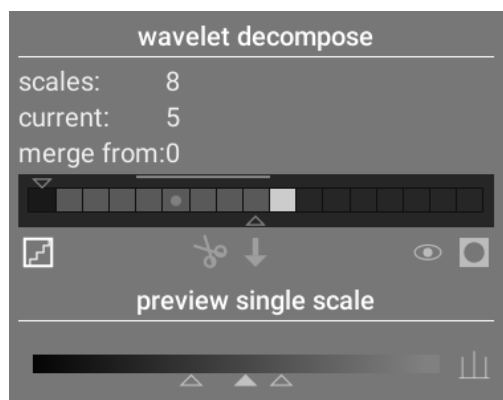 wavelet decompose
scales: 8
current: 5
merge from:0
preview single scale